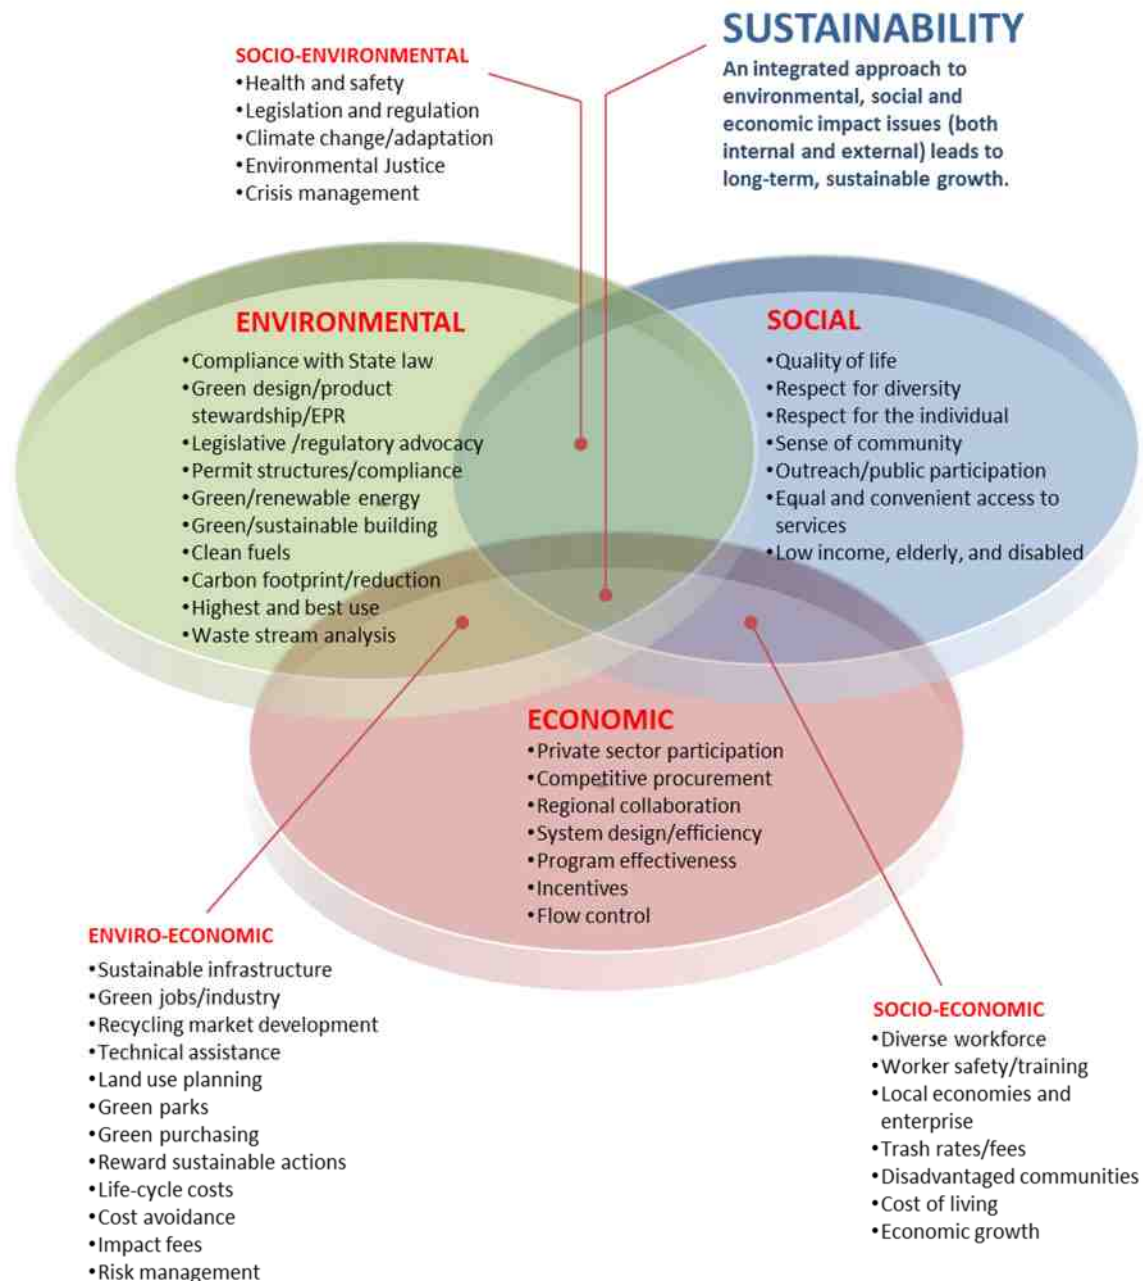 SUSTAINABILITY
An integrated approach to
environmental, social and
economic impact issues (both
internal and external) leads to
long-term, sustainable growth.
SOCIO-ENVIRONMENTAL
•Health and safety
•Legislation and regulation
•Climate change/adaptation
•Environmental Justice
•Crisis management
ENVIRONMENTAL
•Compliance with State law
•Green design/product
stewardship/EPR
•Legislative /regulatory advocacy
•Permit structures/compliance
•Green/renewable energy
•Green/sustainable building
•Clean fuels
•Carbon footprint/reduction
•Highest and best use
•Waste stream analysis
SOCIAL
•Quality of life
•Respect for diversity
•Respect for the individual
•Sense of community
•Outreach/public participation
•Equal and convenient access to
services
•Low income, elderly, and disabled
ECONOMIC
•Private sector participation
•Competitive procurement
•Regional collaboration
•System design/efficiency
•Program effectiveness
•Incentives
•Flow control
ENVIRO-ECONOMIC
•Sustainable infrastructure
•Green jobs/industry
•Recycling market development
•Technical assistance
•Land use planning
•Green parks
•Green purchasing
•Reward sustainable actions
•Life-cycle costs
•Cost avoidance
•Impact fees
•Risk management
SOCIO-ECONOMIC
•Diverse workforce
•Worker safety/training
•Local economies and
enterprise
•Trash rates/fees
•Disadvantaged communities
•Cost of living
•Economic growth